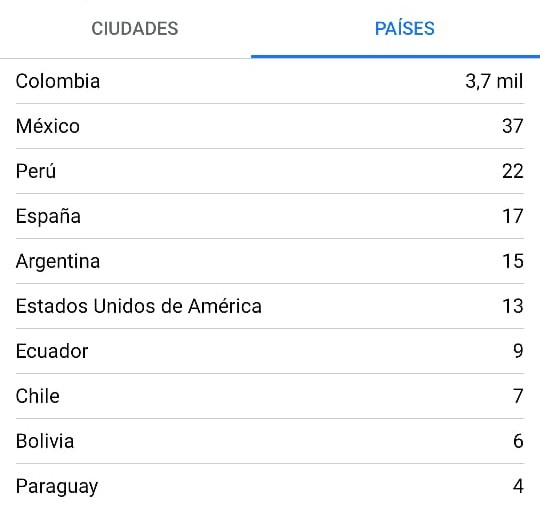 CIUDADES PAÍSES
Colombia 3,7 mil
México 37
Perú 22
España 17
Argentina 15
Estados Unidos de América 13
Ecuador 9
Chile 7
Bolivia 6
Paraguay 4